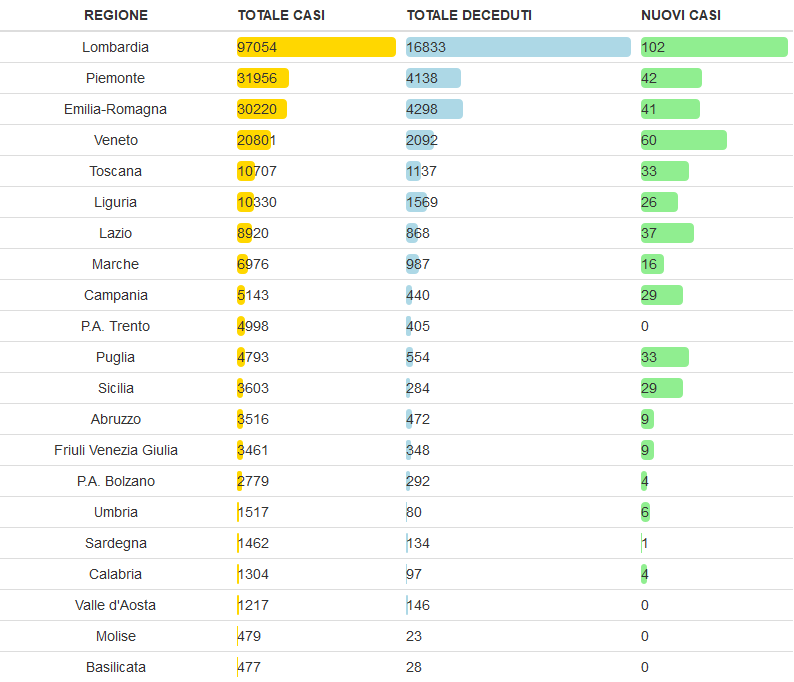 REGIONE TOTALE CASI TOTALE DECEDUTI NUOVI CASI
Lombardia 97054 16833 102
Piemonte 31956 4138 42
Emilia-Romagna 30220 4298 41
Veneto 20801 2092 60
Toscana 10707 1137 33
Liguria 10330 1569 26
Lazio 8920 868 37
Marche 6976 987 16
Campania 5143 440 29
P.A. Trento 4998 405 0
Puglia 4793 554 33
Sicilia 3603 284 29
Abruzzo 3516 472 9
Friuli Venezia Giulia 3461 348 9
P.A. Bolzano 2779 292 4
Umbria 1517 80 6
Sardegna 1462 134 1
Calabria 1304 97 4
Valle d'Aosta 1217 146 0
Molise 479 23 0
Basilicata 477 28 0